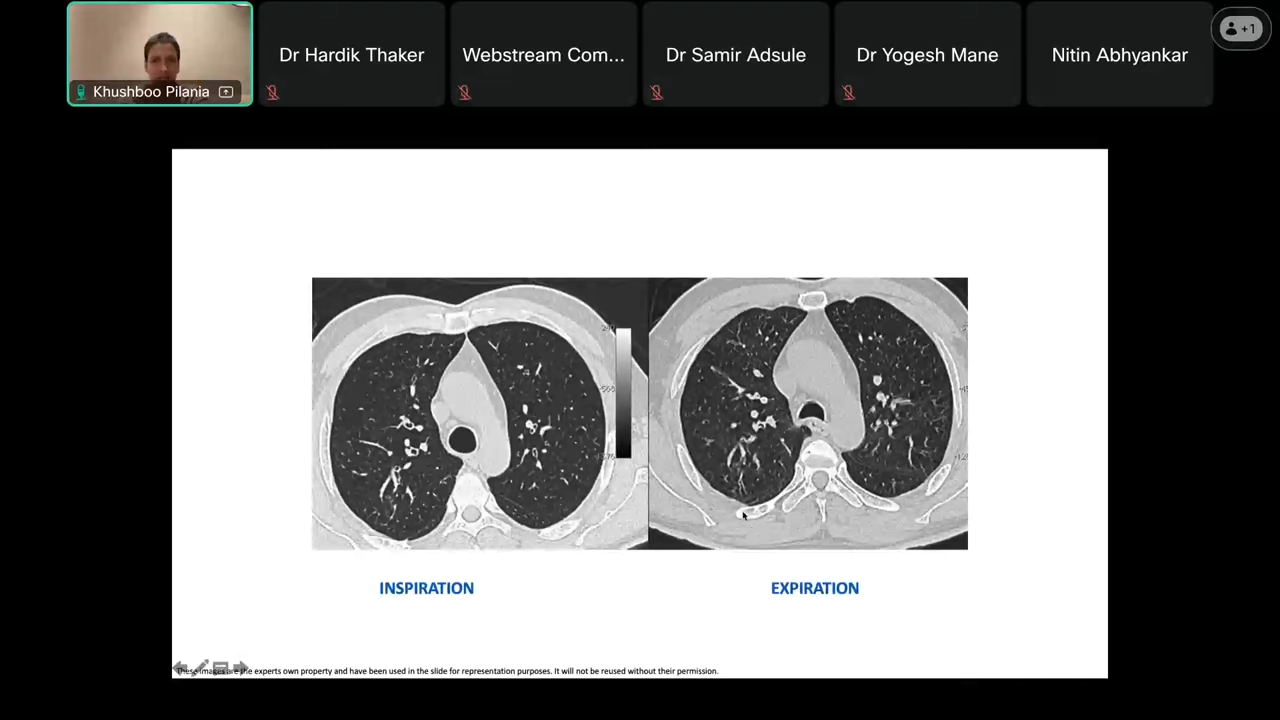 +1
Dr Hardik Thaker
Webstream Com...
Dr Samir Adsule
Dr Yogesh Mane
Nitin Abhyankar
Khushboo Pilania
INSPIRATION
EXPIRATION
These images are the experts own property and have been used in the slide for representation purposes. It will not be reused without their permission.